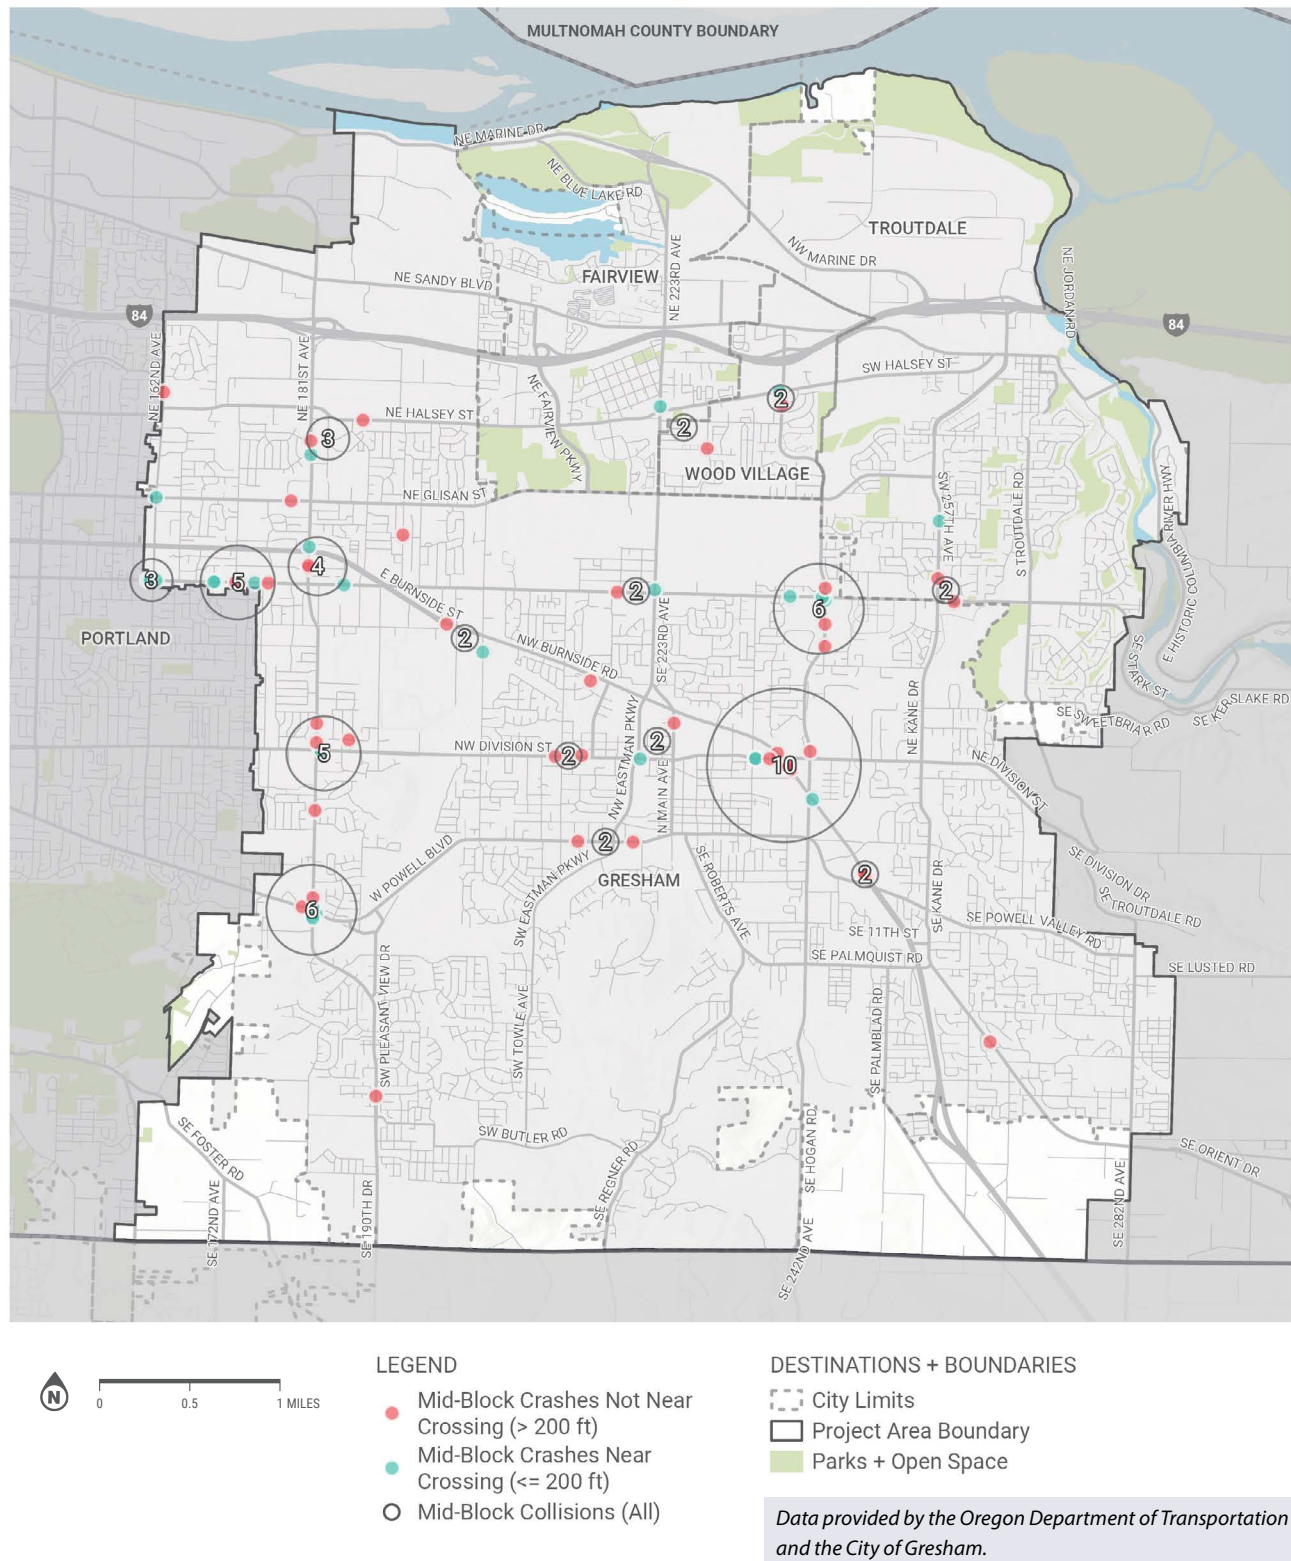 MULTNOMAH COUNTY BOUNDARY
NE MARINE DR
NE BLUE LAKE RD
TROUTDALE
NE 223RD AVE
NW MARINE DR
NE JORDAN RD
FAIRVIEW
NE SANDY BLVD
84
84
NE 162ND AVE
NE 181ST AVE
SW HALSEY ST
NE FAIRVIEW PKWY
2
NE HALSEY ST
2
3
WOOD VILLAGE
SW 257TH AVE
S TROUTDALE RD
E HISTORIC COLUMBIA RIVER HWY
NE GLISAN ST
4
3
5
E BURNSIDE ST
2
6
2
PORTLAND
2
NW BURNSIDE RD
SE 223RD AVE
SE STARK ST
SE KERSLAKE RD
SE SWEETBRIAR RD
NE KANE DR
NW DIVISION ST
5
2
NW EASTMAN PKWY
2
N MAIN AVE
10
NE DIVISION ST
W POWELL BLVD
2
SW EASTMAN PKWY
GRESHAM
SE ROBERTS AVE
2
SE KANE DR
SE DIVISION DR
SE TROUTDALE RD
6
SE 11TH ST
SE POWELL VALLEY RD
SE PALMQUIST RD
SE LUSTED RD
SW PLEASANT VIEW DR
SW TOWLE AVE
SE PALMBLAD RD
SE FOSTER RD
SW BUTLER RD
SE REGNER RD
SE HOGAN RD
SE ORIENT DR
SE 172ND AVE
SE 190TH DR
SE 242ND AVE
SE 282ND AVE
N
0 0.5 1 MILES
LEGEND
Mid-Block Crashes Not Near
Crossing (> 200 ft)
Mid-Block Crashes Near
Crossing (<= 200 ft)
Mid-Block Collisions (All)
DESTINATIONS + BOUNDARIES
City Limits
Project Area Boundary
Parks + Open Space
Data provided by the Oregon Department of Transportation
and the City of Gresham.